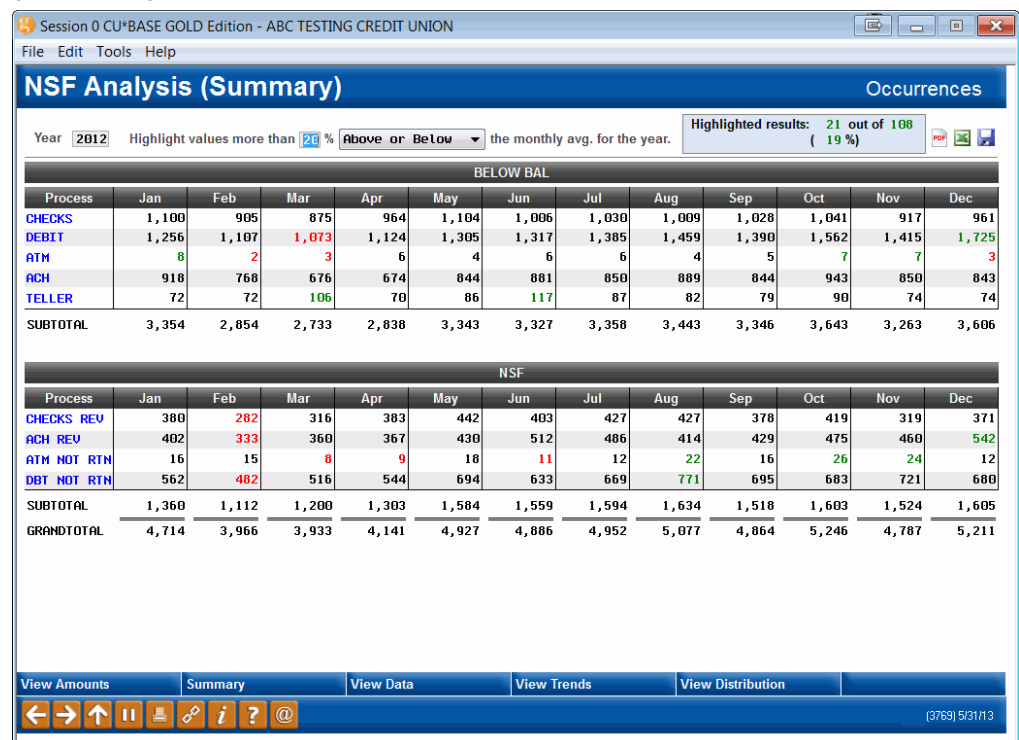 Session 0 CU*BASE GOLD Edition - ABC TESTING CREDIT UNION
File Edit Tools Help
NSF Analysis (Summary) Occurrences
Year 2012 Highlight values more than 20 % Above or Below the monthly avg. for the year. Highlighted results: 21 out of 108
( 19 %)
BELOW BAL
Process Jan Feb Mar Apr May Jun Jul Aug Sep Oct Nov Dec
CHECKS 1,100 905 875 964 1,104 1,006 1,030 1,009 1,028 1,041 917 961
DEBIT 1,256 1,107 1,073 1,124 1,305 1,317 1,385 1,459 1,390 1,562 1,415 1,725
ATM 8 2 3 6 4 6 6 4 5 7 7 3
ACH 918 768 676 674 844 881 850 889 844 943 850 843
TELLER 72 72 106 70 86 117 87 82 79 90 74 74
SUBTOTAL 3,354 2,854 2,733 2,838 3,343 3,327 3,358 3,443 3,346 3,643 3,263 3,606
NSF
Process Jan Feb Mar Apr May Jun Jul Aug Sep Oct Nov Dec
CHECKS REV 380 282 316 383 442 403 427 427 378 419 319 371
ACH REV 402 333 360 367 430 512 486 414 429 475 460 542
ATM NOT RTN 16 15 8 9 18 11 12 22 16 26 24 12
DBT NOT RTN 562 482 516 544 694 633 669 771 695 683 721 680
SUBTOTAL 1,360 1,112 1,200 1,303 1,584 1,559 1,594 1,634 1,518 1,603 1,524 1,605
GRANDTOTAL 4,714 3,966 3,933 4,141 4,927 4,886 4,952 5,077 4,864 5,246 4,787 5,211
View Amounts Summary View Data View Trends View Distribution
i ? @ (3769) 5/31/13